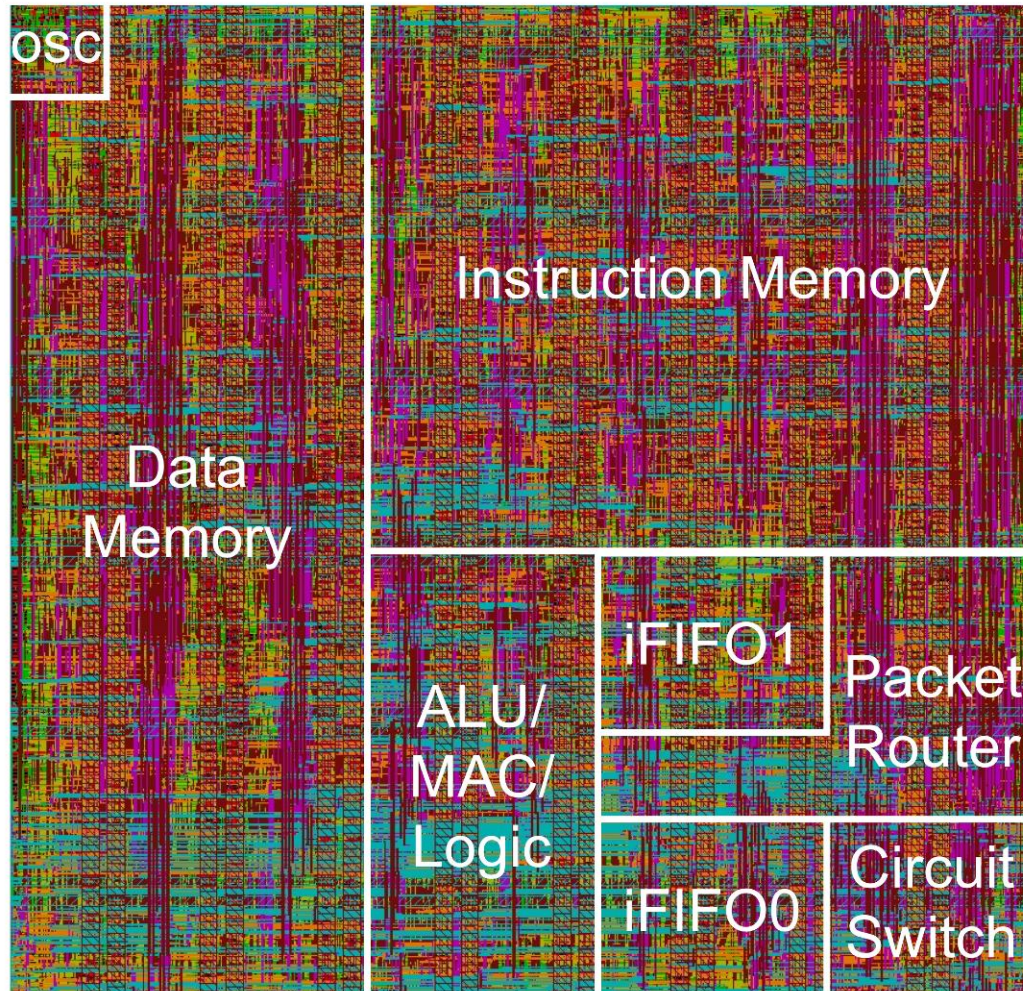 osc
Instruction Memory
Data
Memory
iFIFO1
ALU/
MAC/
Logic
Packet
Router
iFIFO0
Circuit
Switch